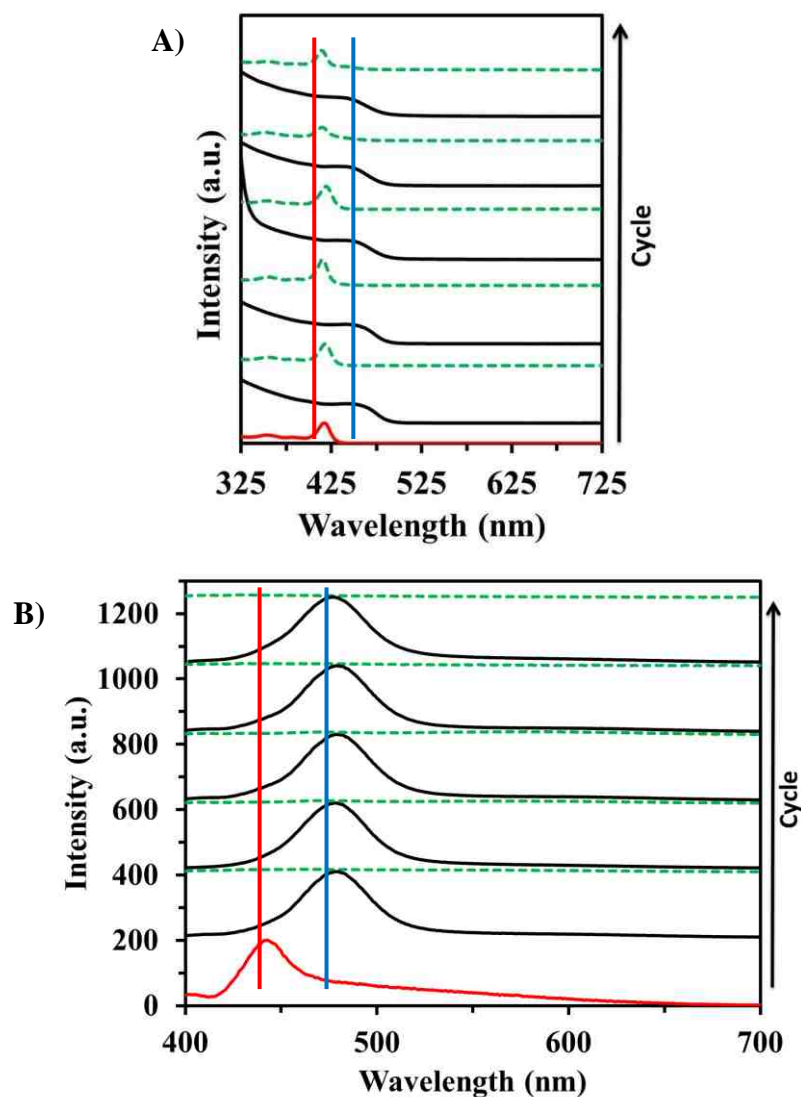 A)
Intensity (a.u.)
Cycle
325 425 525 625 725
Wavelength (nm)
B)
1200
1000
800
600
400
200
0
Intensity (a.u.)
Cycle
400 500 600 700
Wavelength (nm)